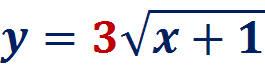 y = 3√(x + 1)